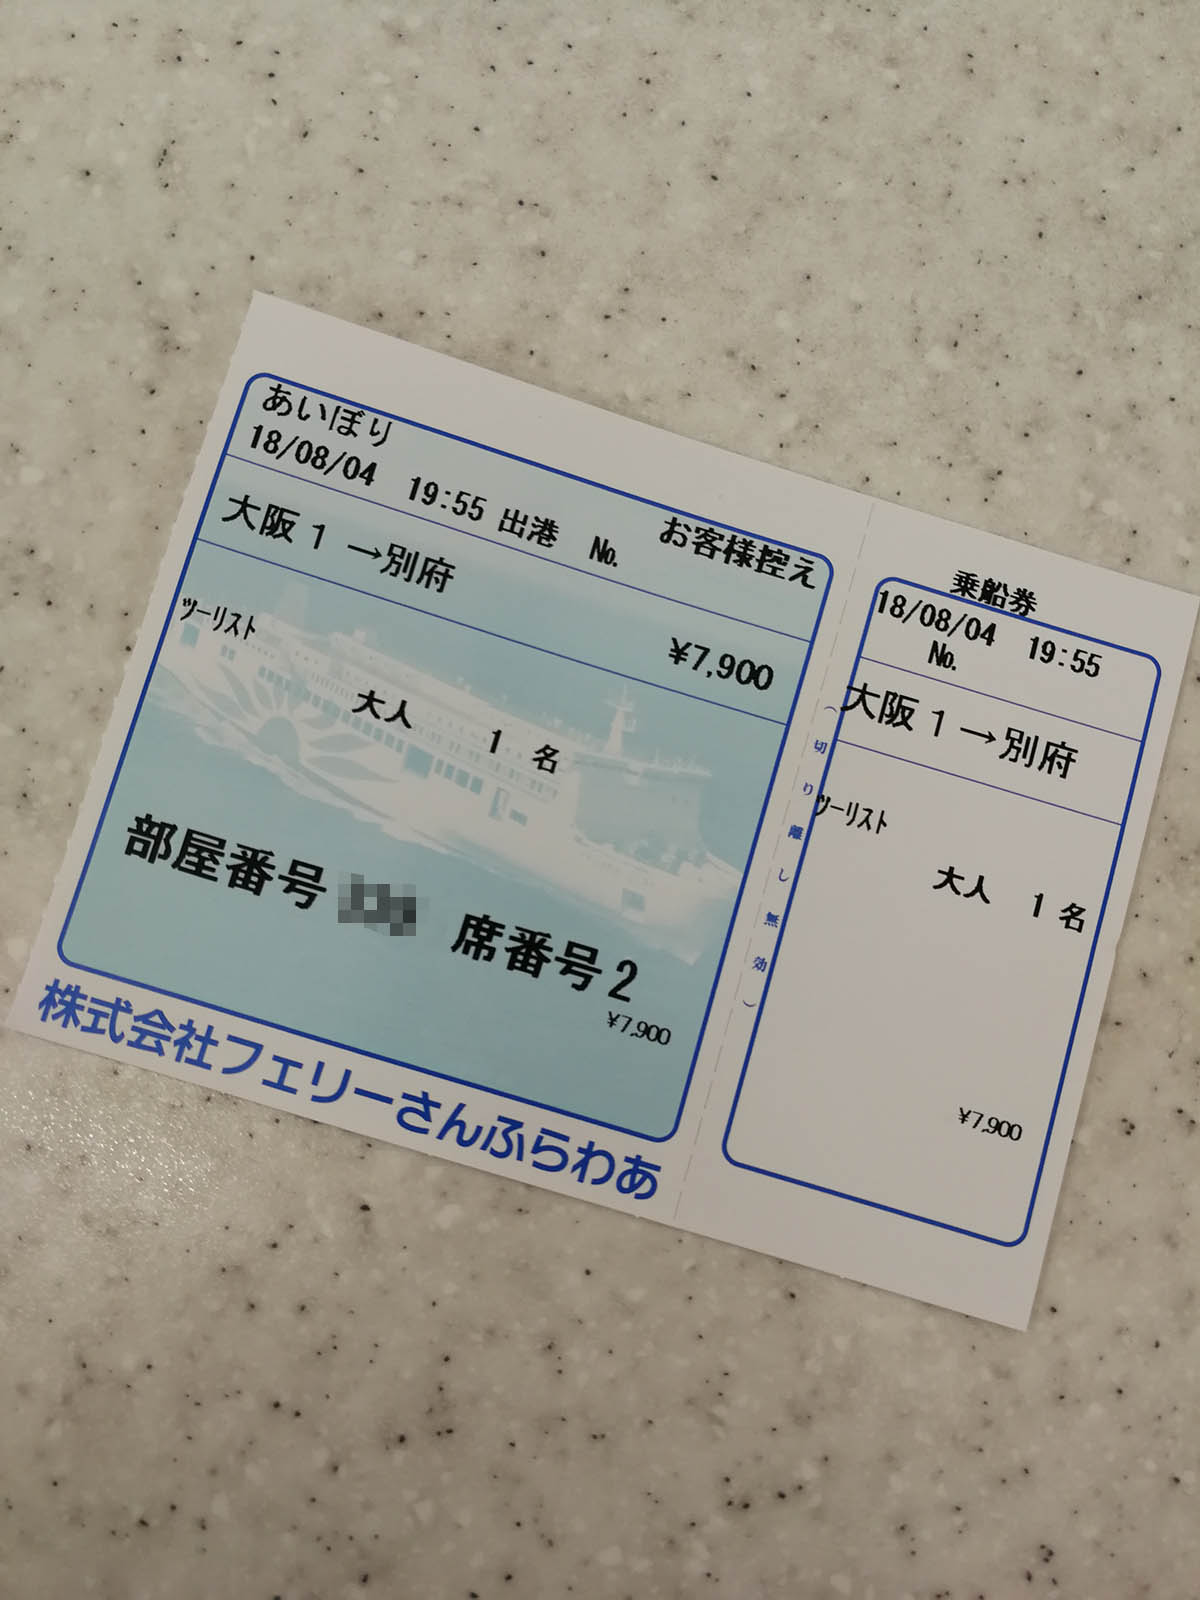 あいぼり
18/08/04 19:55 出港 No. お客様控え
大阪1→別府
¥7,900
ツーリスト
大人 1 名
部屋番号 席番号2
¥7,900
株式会社フェリーさんふらわあ
(切り離し無効)
乗船券
18/08/04 19:55
No.
大阪1→別府
ツーリスト
大人 1 名
¥7,900